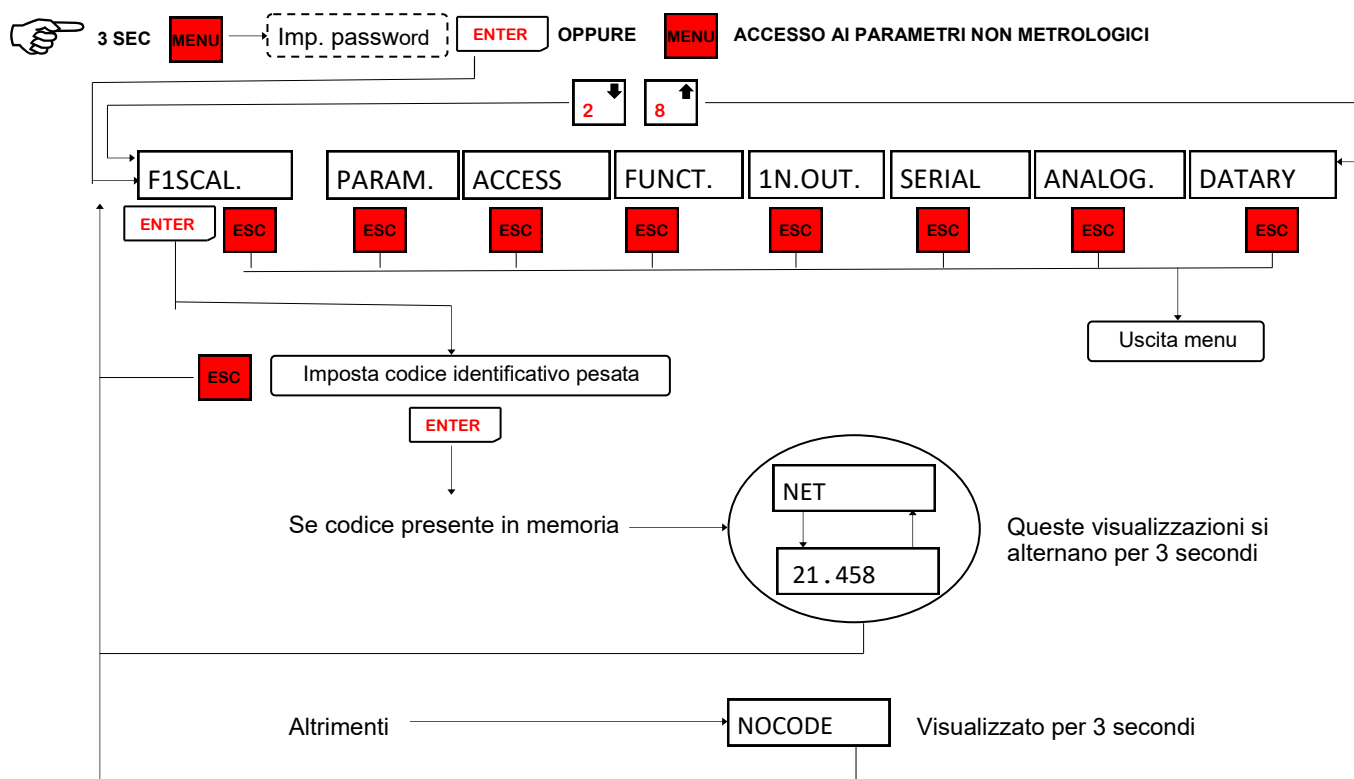 3 SEC MENU Imp. password ENTER OPPURE MENU ACCESSO AI PARAMETRI NON METROLOGICI
2 8
F1SCAL. PARAM. ACCESS FUNCT. 1N.OUT. SERIAL ANALOG. DATARY
ENTER ESC ESC ESC ESC ESC ESC ESC ESC
Uscita menu
ESC Imposta codice identificativo pesata
ENTER
NET
Se codice presente in memoria
Queste visualizzazioni si
alternano per 3 secondi
21.458
Altrimenti NOCODE Visualizzato per 3 secondi